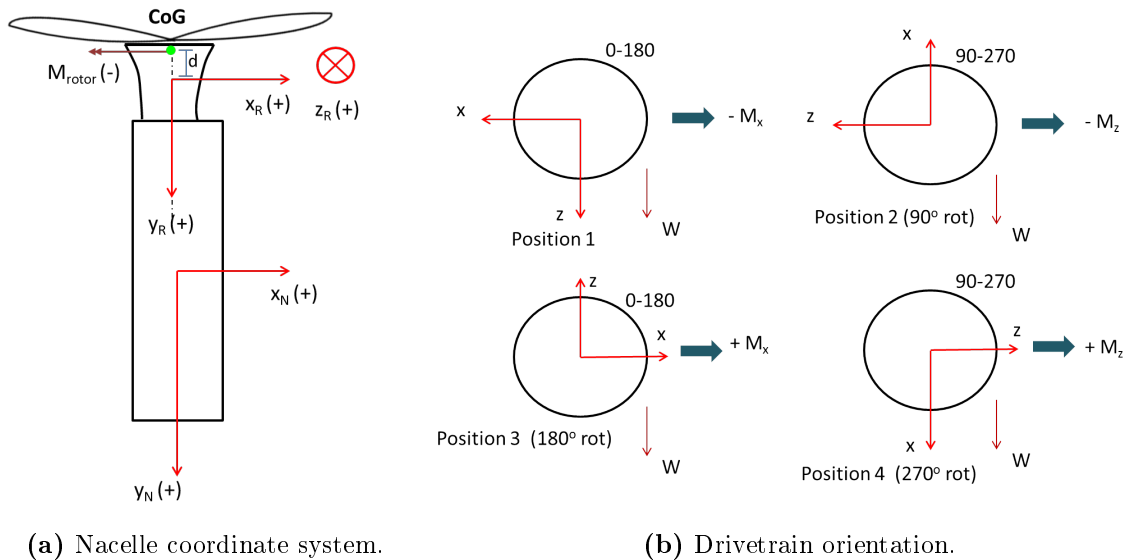 CoG
d
M_rotor (-)
x_R (+)
z_R (+)
y_R (+)
x_N (+)
y_N (+)
(a) Nacelle coordinate system.
0-180
x
- M_x
z
W
Position 1
x
90-270
z
- M_z
Position 2 (90° rot)
W
z
0-180
x
+ M_x
Position 3 (180° rot)
W
90-270
z
+ M_z
x
W
Position 4 (270° rot)
(b) Drivetrain orientation.